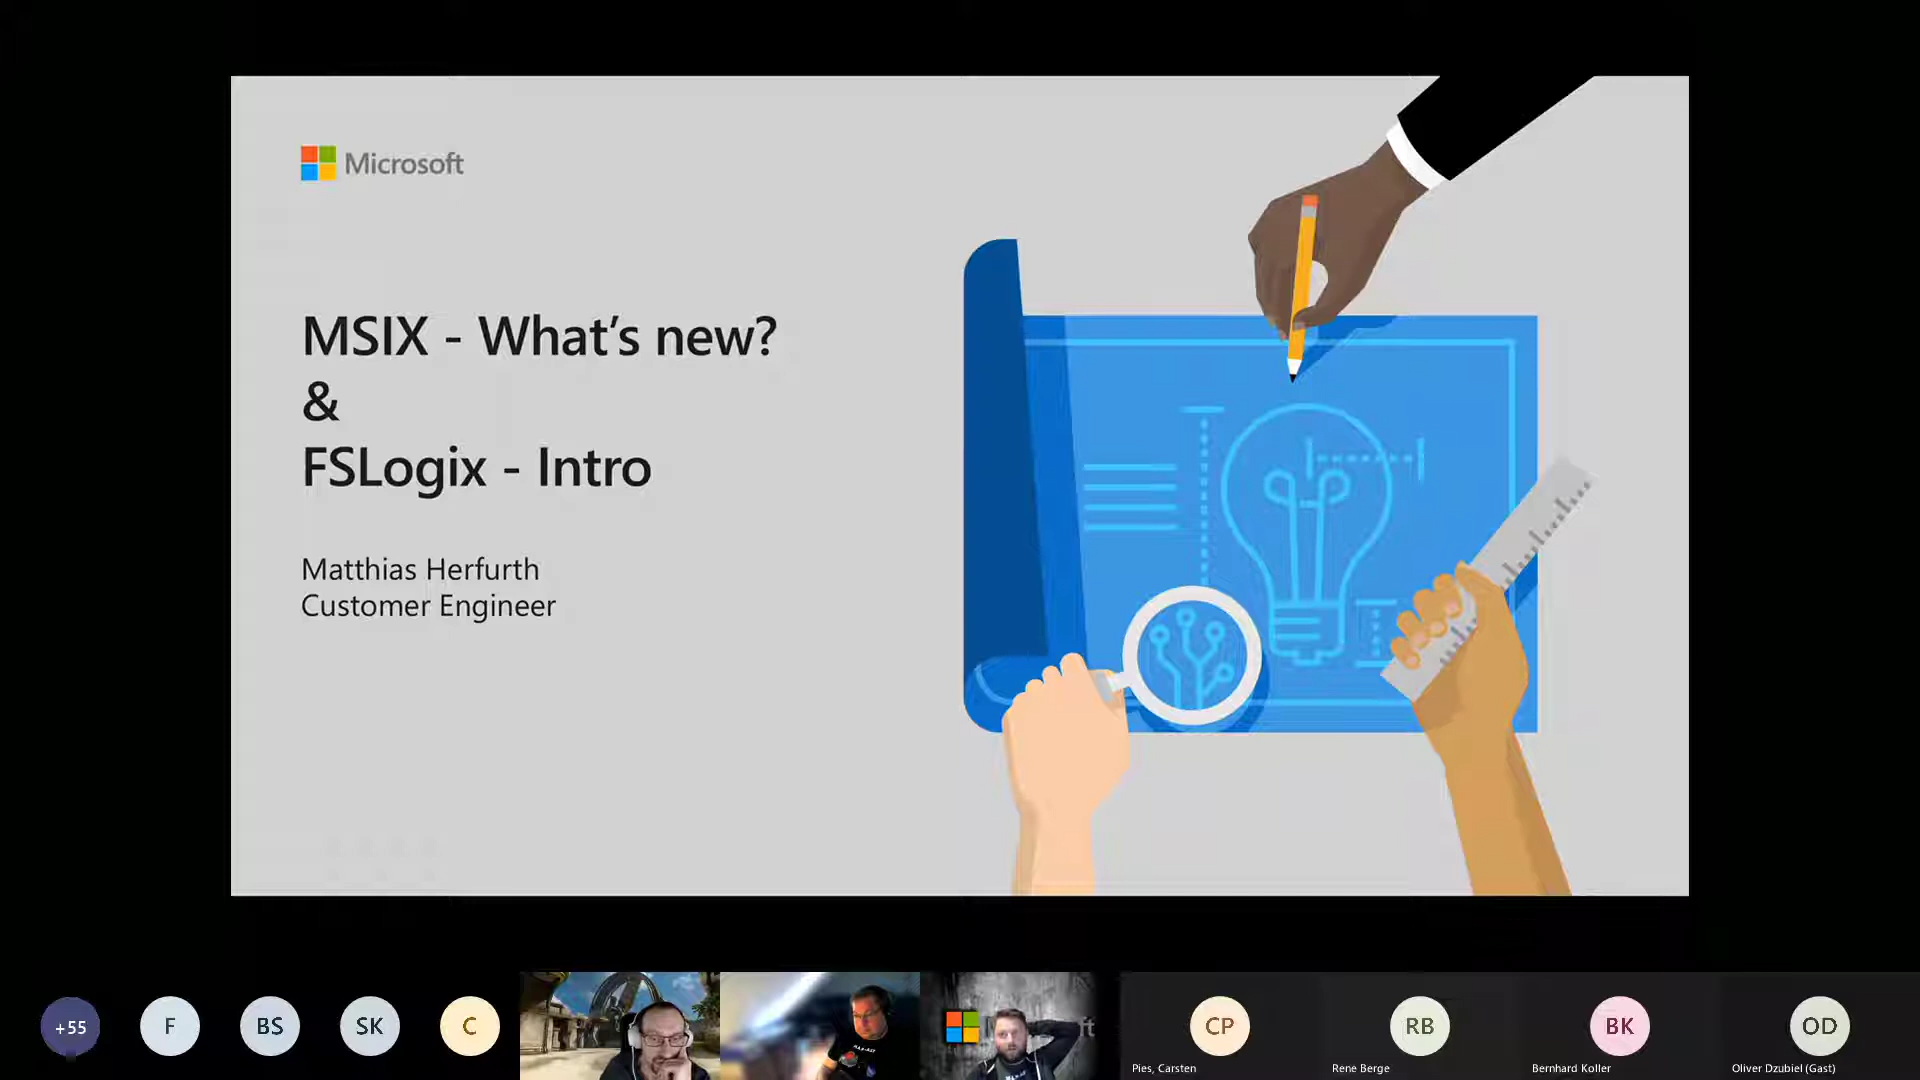 Microsoft
MSIX - What's new?
&
FSLogix - Intro
Matthias Herfurth
Customer Engineer
+55
F
BS
SK
C
CP
RB
BK
OD
Pies, Carsten
Rene Berge
Bernhard Koller
Oliver Dzubiel (Gast)